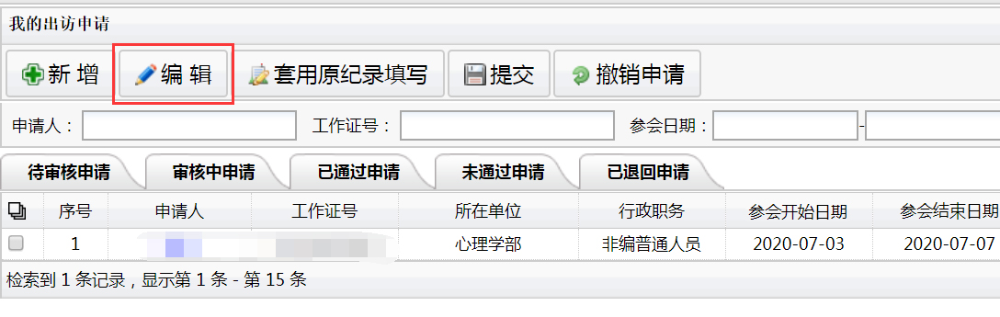 我的出访申请
新 增 编 辑 套用原纪录填写 提交 撤销申请
申请人： 工作证号： 参会日期： -
待审核申请 审核中申请 已通过申请 未通过申请 已退回申请
序号 申请人 工作证号 所在单位 行政职务 参会开始日期 参会结束日期
1 心理学部 非编普通人员 2020-07-03 2020-07-07
检索到 1 条记录，显示第 1 条 - 第 15 条